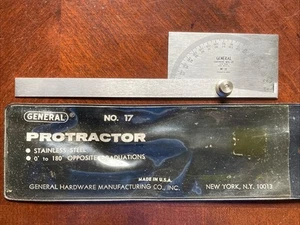 GENERAL
GENERAL NO. 17
PROTRACTOR
STAINLESS STEEL
0° to 180° OPPOSITE GRADUATIONS
MADE IN U.S.A.
GENERAL HARDWARE MANUFACTURING CO., INC. NEW YORK, N.Y. 10013